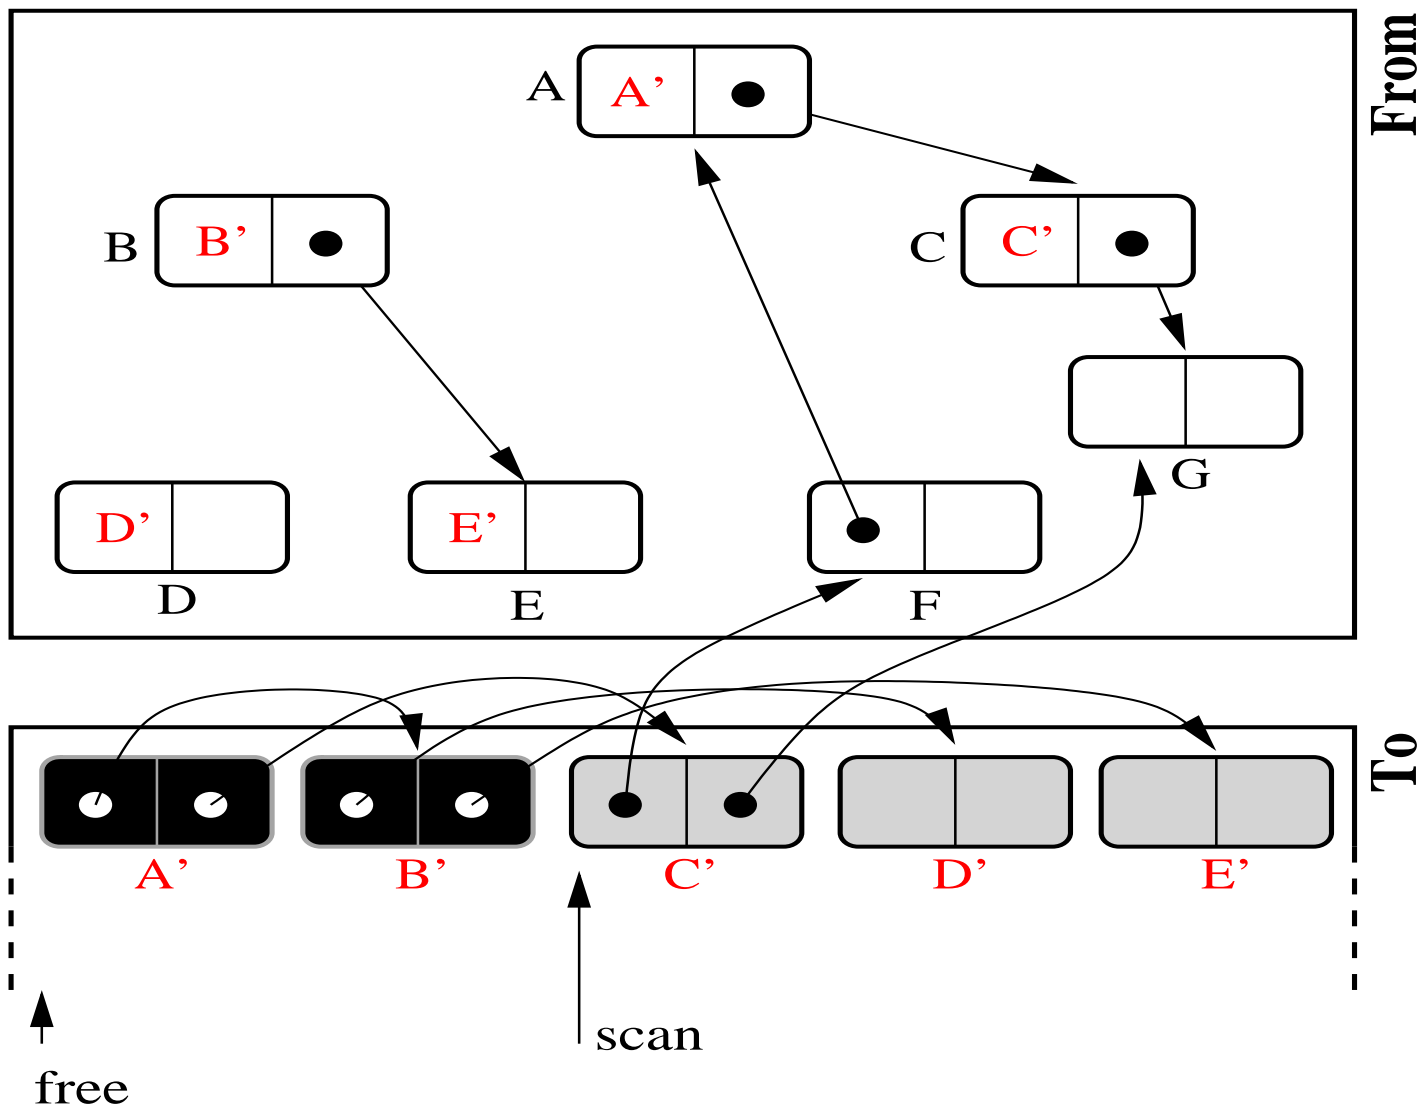 From
A A’
B B’
C C’
G
D’
E’
D
E
F
To
A’ B’ C’ D’ E’
scan
free